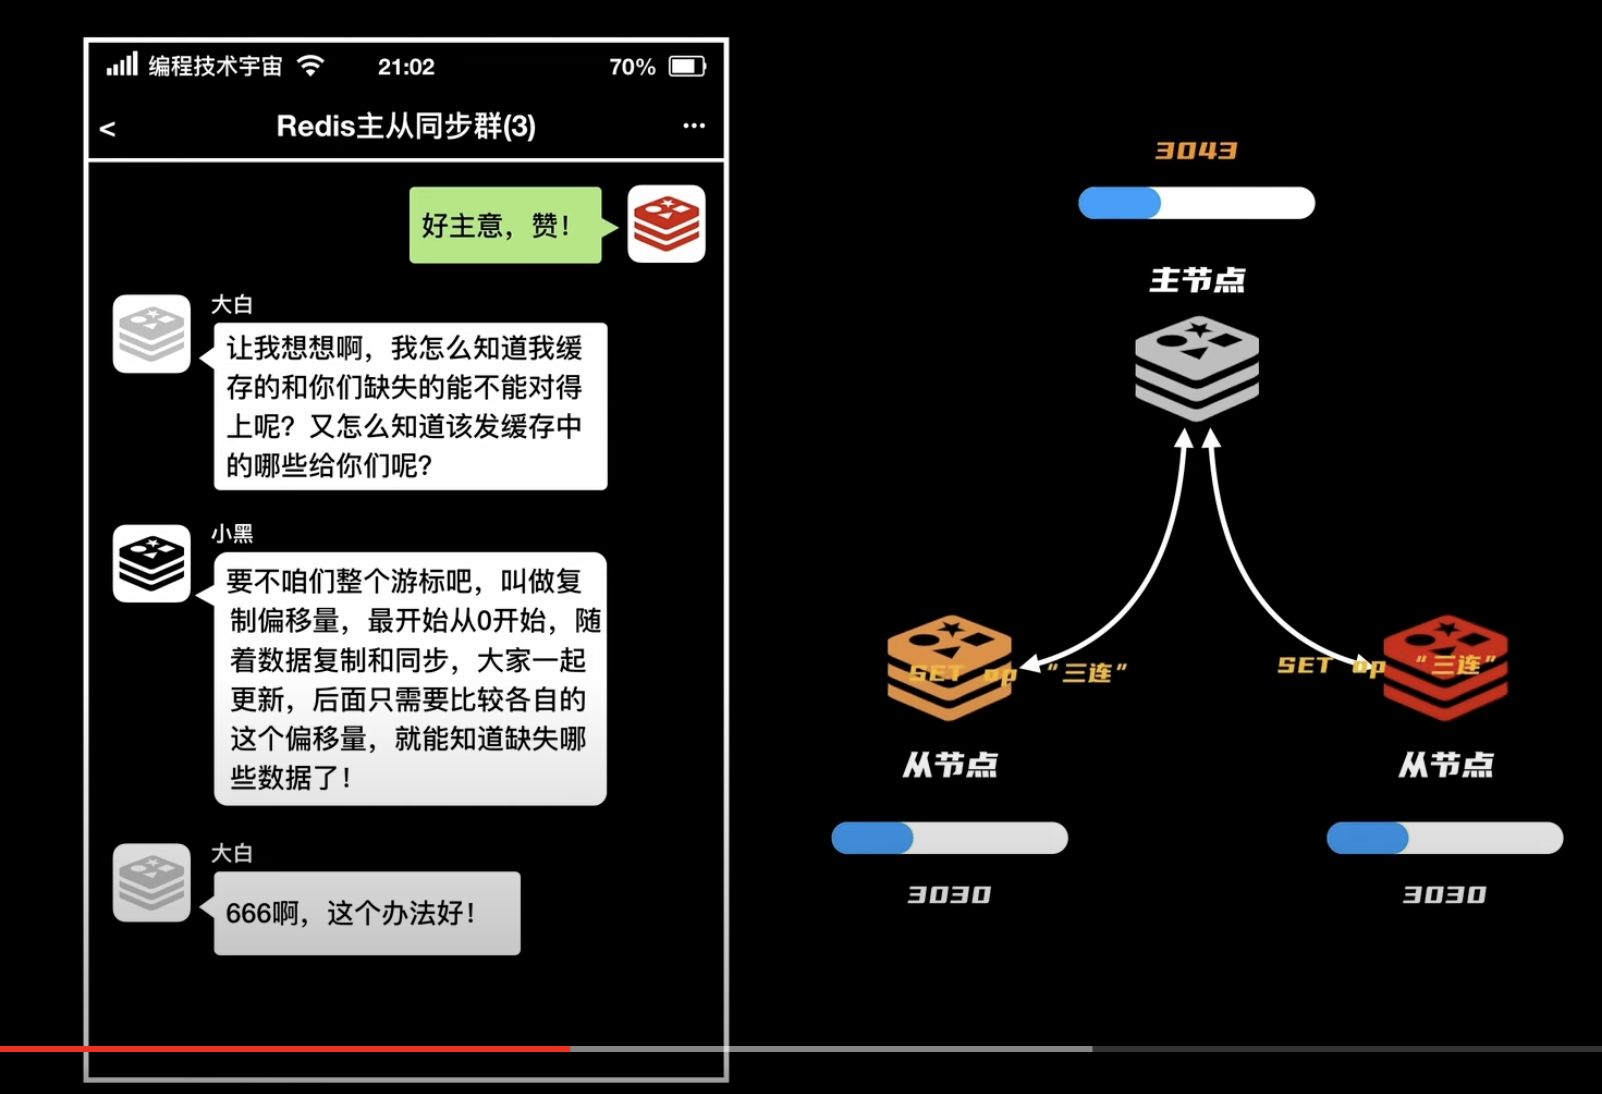 编程技术宇宙
21:02
70%
<
Redis主从同步群(3)
···
好主意，赞！
大白
让我想想啊，我怎么知道我缓
存的和你们缺失的能不能对得
上呢？又怎么知道该发缓存中
的哪些给你们呢？
小黑
要不咱们整个游标吧，叫做复
制偏移量，最开始从0开始，随
着数据复制和同步，大家一起
更新，后面只需要比较各自的
这个偏移量，就能知道缺失哪
些数据了！
大白
666啊，这个办法好！
3043
主节点
SET op “三连”
SET op “三连”
从节点
从节点
3030
3030